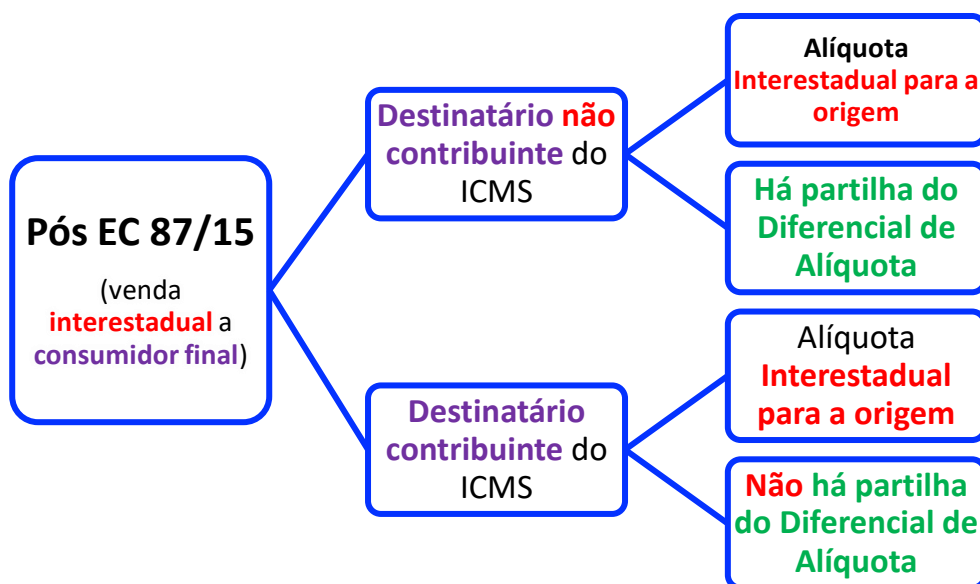 Pós EC 87/15
(venda
interestadual a
consumidor final)
Destinatário não
contribuinte do
ICMS
Alíquota
Interestadual para a
origem
Há partilha do
Diferencial de
Alíquota
Destinatário
contribuinte do
ICMS
Alíquota
Interestadual
para a origem
Não há partilha
do Diferencial de
Alíquota